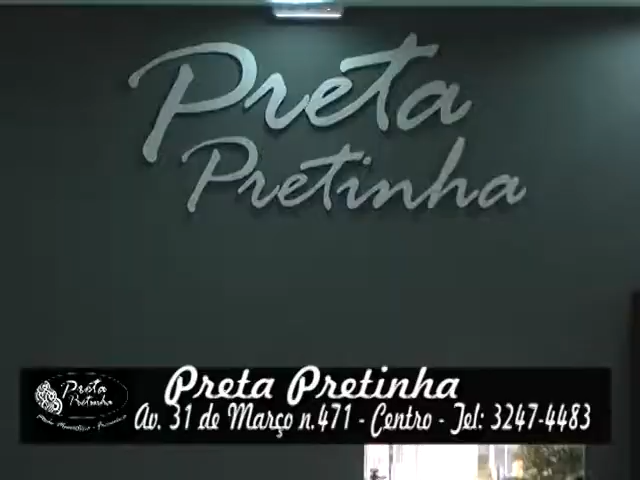 Preta
Pretinha
Preta Pretinha
Preta
Pretinha
Av. 31 de Março n.471 - Centro - Tel: 3247-4483